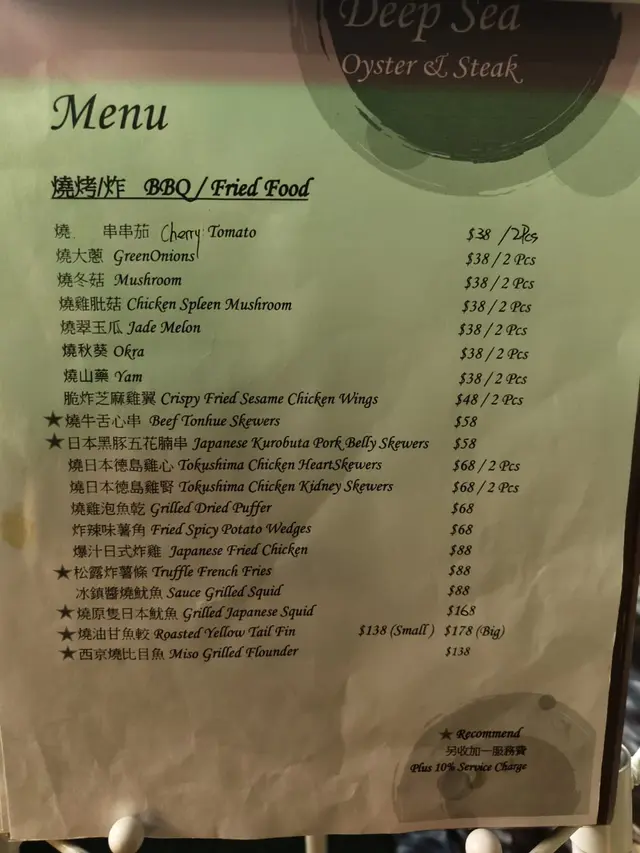 Deep Sea
Oyster & Steak
Menu
燒烤/炸 BBQ / Fried Food
燒 串串茄 Cherry Tomato $38 / 2Pcs
燒大蔥 GreenOnions $38 / 2 Pcs
燒冬菇 Mushroom $38 / 2 Pcs
燒雞髀菇 Chicken Spleen Mushroom $38 / 2 Pcs
燒翠玉瓜 Jade Melon $38 / 2 Pcs
燒秋葵 Okra $38 / 2 Pcs
燒山藥 Yam $38 / 2 Pcs
脆炸芝麻雞翼 Crispy Fried Sesame Chicken Wings $48 / 2 Pcs
★燒牛舌心串 Beef Tonhue Skewers $58
★日本黑豚五花腩串 Japanese Kurobuta Pork Belly Skewers $58
燒日本德島雞心 Tokushima Chicken HeartSkewers $68 / 2 Pcs
燒日本德島雞腎 Tokushima Chicken Kidney Skewers $68 / 2 Pcs
燒雞泡魚乾 Grilled Dried Puffer $68
炸辣味薯角 Fried Spicy Potato Wedges $68
爆汁日式炸雞 Japanese Fried Chicken $88
★松露炸薯條 Truffle French Fries $88
冰鎮醬燒魷魚 Sauce Grilled Squid $88
★燒原隻日本魷魚 Grilled Japanese Squid $168
★燒油甘魚鮫 Roasted Yellow Tail Fin $138 (Small) $178 (Big)
★西京燒比目魚 Miso Grilled Flounder $138
★ Recommend
另收加一服務費
Plus 10% Service Charge